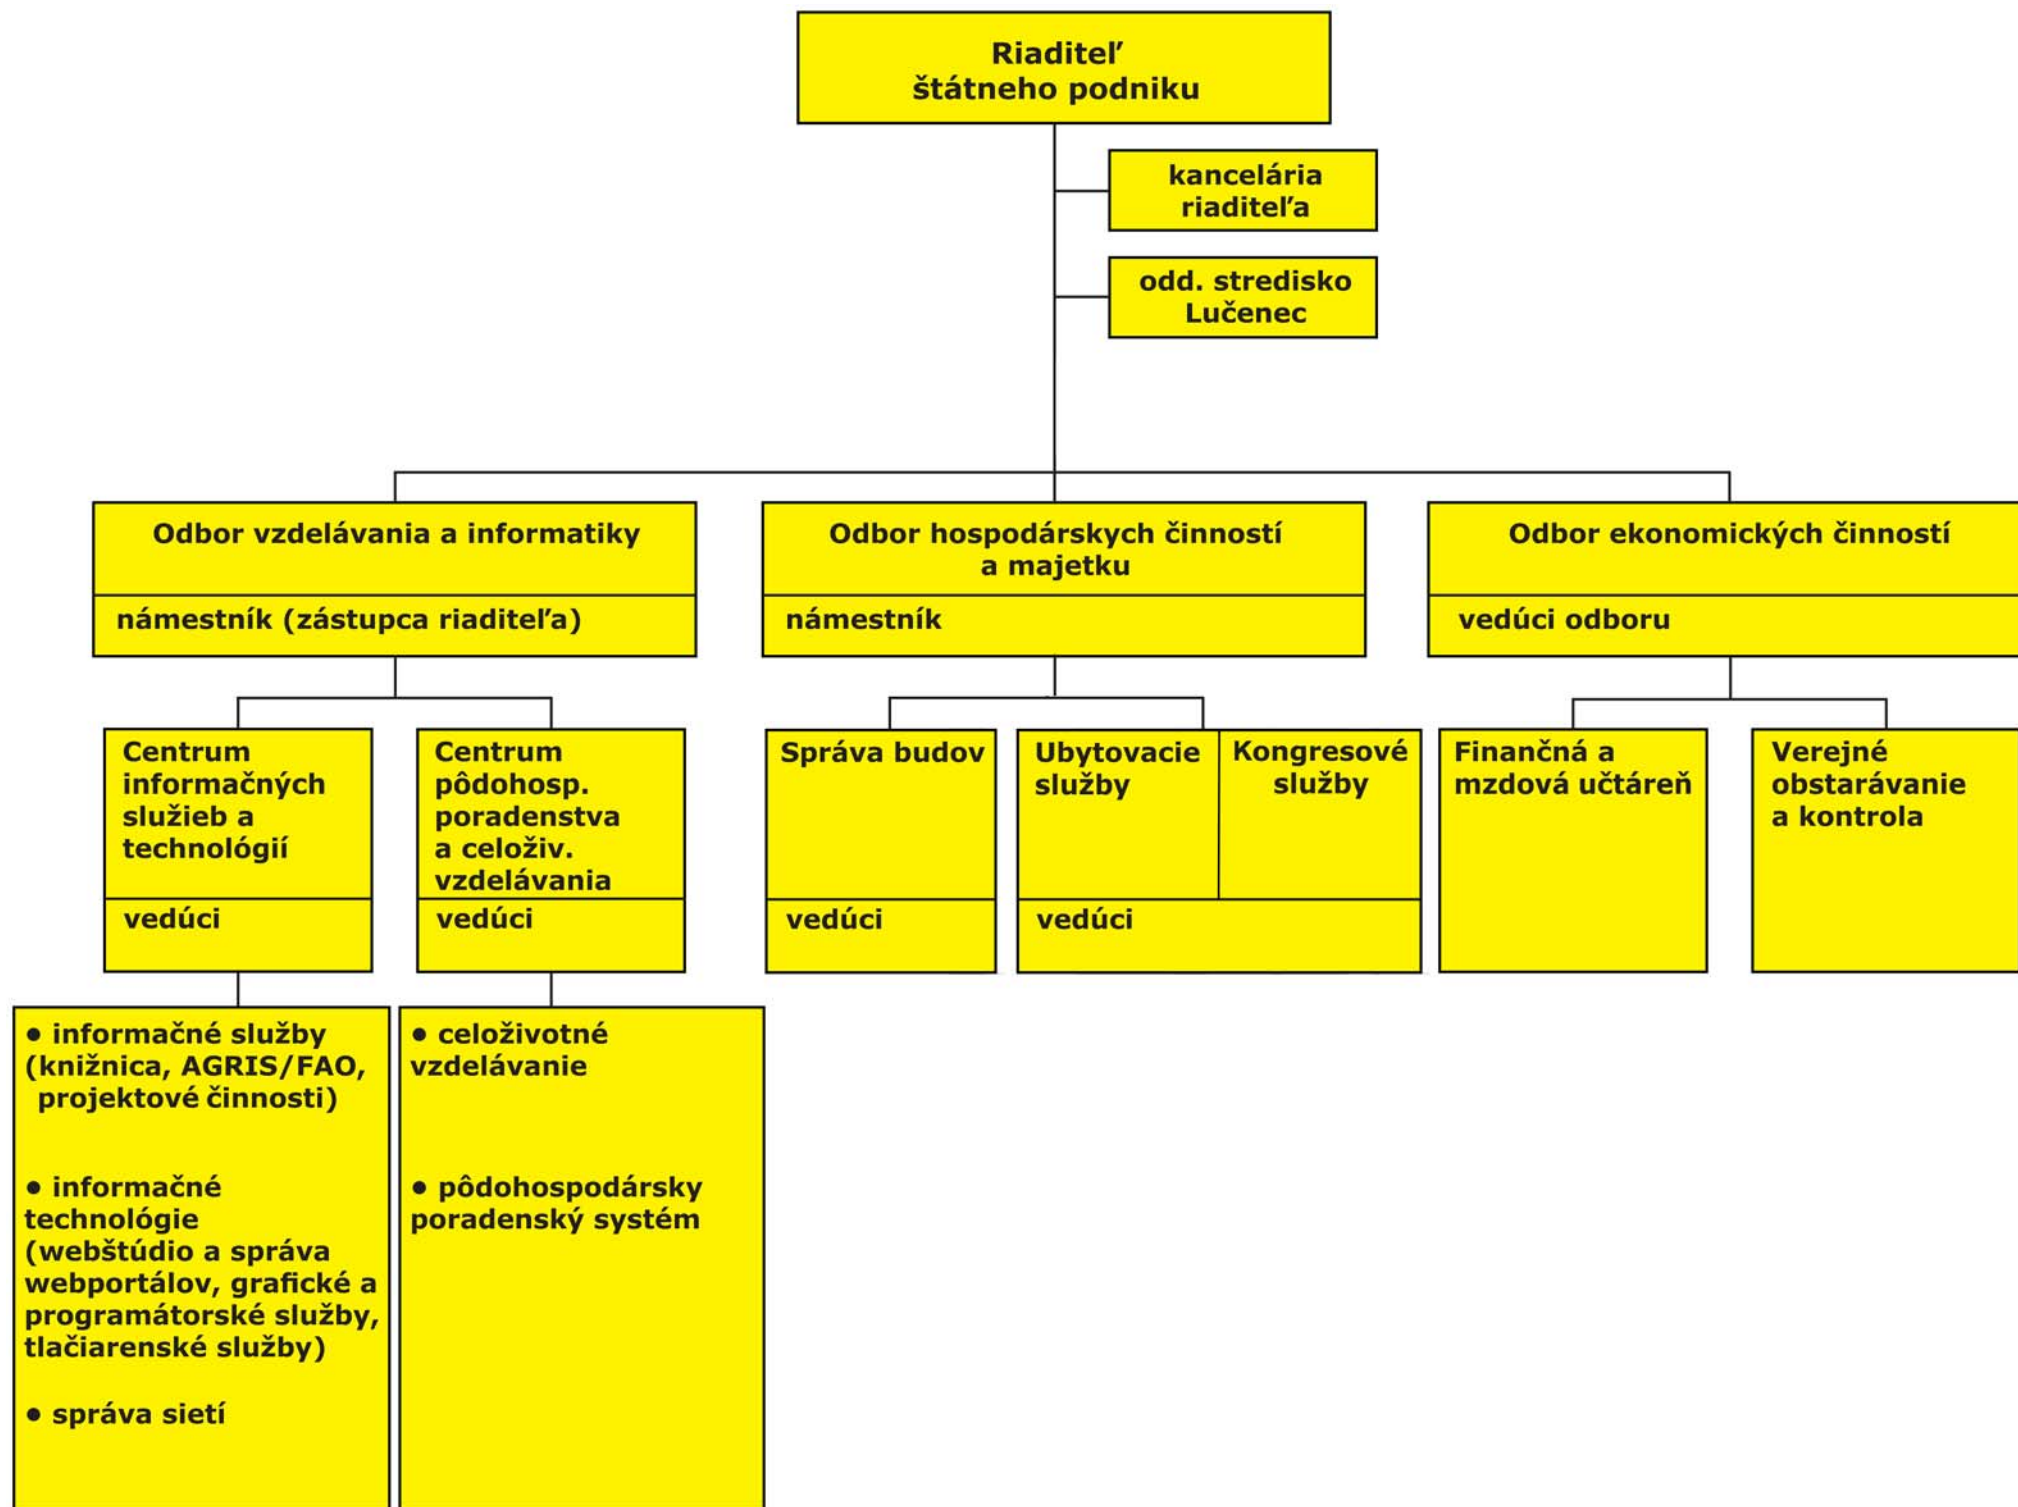 Riaditeľ
štátneho podniku
kancelária
riaditeľa
odd. stredisko
Lučenec
Odbor vzdelávania a informatiky
námestník (zástupca riaditeľa)
Odbor hospodárskych činností
a majetku
námestník
Odbor ekonomických činností
vedúci odboru
Centrum
informačných
služieb a
technológií
vedúci
Centrum
pôdohosp.
poradenstva
a celoživ.
vzdelávania
vedúci
Správa budov
vedúci
Ubytovacie
služby
Kongresové
služby
vedúci
Finančná a
mzdová učtáreň
Verejné
obstarávanie
a kontrola
● informačné služby
(knižnica, AGRIS/FAO,
projektové činnosti)
● informačné
technológie
(webštúdio a správa
webportálov, grafické a
programátorské služby,
tlačiarenské služby)
● správa sietí
● celoživotné
vzdelávanie
● pôdohospodársky
poradenský systém